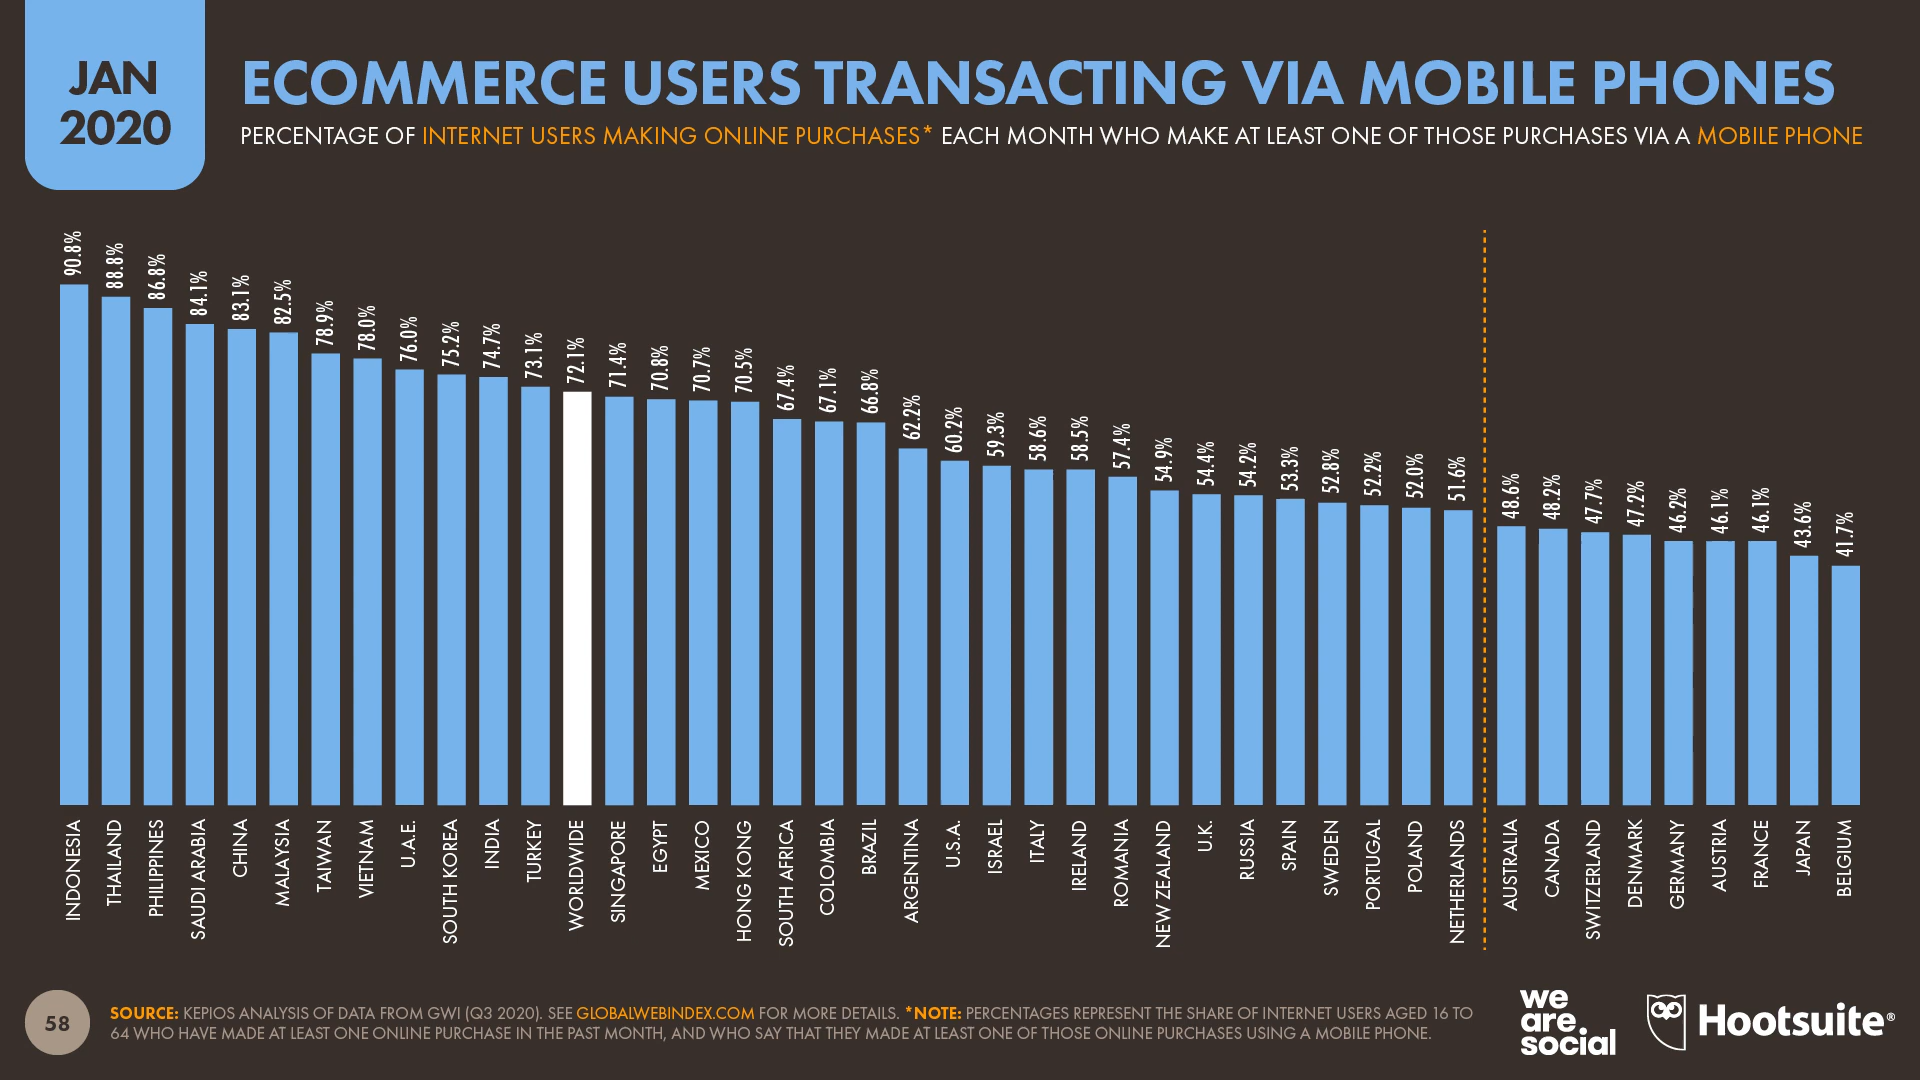 JAN
2020
ECOMMERCE USERS TRANSACTING VIA MOBILE PHONES
PERCENTAGE OF INTERNET USERS MAKING ONLINE PURCHASES* EACH MONTH WHO MAKE AT LEAST ONE OF THOSE PURCHASES VIA A MOBILE PHONE
90.8%
88.8%
86.8%
84.1%
83.1%
82.5%
78.9%
78.0%
76.0%
75.2%
74.7%
73.1%
72.1%
71.4%
70.8%
70.7%
70.5%
67.4%
67.1%
66.8%
62.2%
60.2%
59.3%
58.6%
58.5%
57.4%
54.9%
54.4%
54.2%
53.3%
52.8%
52.2%
52.0%
51.6%
48.6%
48.2%
47.7%
47.2%
46.2%
46.1%
46.1%
43.6%
41.7%
INDONESIA
THAILAND
PHILIPPINES
SAUDI ARABIA
CHINA
MALAYSIA
TAIWAN
VIETNAM
U.A.E.
SOUTH KOREA
INDIA
TURKEY
WORLDWIDE
SINGAPORE
EGYPT
MEXICO
HONG KONG
SOUTH AFRICA
COLOMBIA
BRAZIL
ARGENTINA
U.S.A.
ISRAEL
ITALY
IRELAND
ROMANIA
NEW ZEALAND
U.K.
RUSSIA
SPAIN
SWEDEN
PORTUGAL
POLAND
NETHERLANDS
AUSTRALIA
CANADA
SWITZERLAND
DENMARK
GERMANY
AUSTRIA
FRANCE
JAPAN
BELGIUM
58
SOURCE: KEPIOS ANALYSIS OF DATA FROM GWI (Q3 2020). SEE GLOBALWEBINDEX.COM FOR MORE DETAILS. *NOTE: PERCENTAGES REPRESENT THE SHARE OF INTERNET USERS AGED 16 TO
64 WHO HAVE MADE AT LEAST ONE ONLINE PURCHASE IN THE PAST MONTH, AND WHO SAY THAT THEY MADE AT LEAST ONE OF THOSE ONLINE PURCHASES USING A MOBILE PHONE.
we
are
social
Hootsuite®